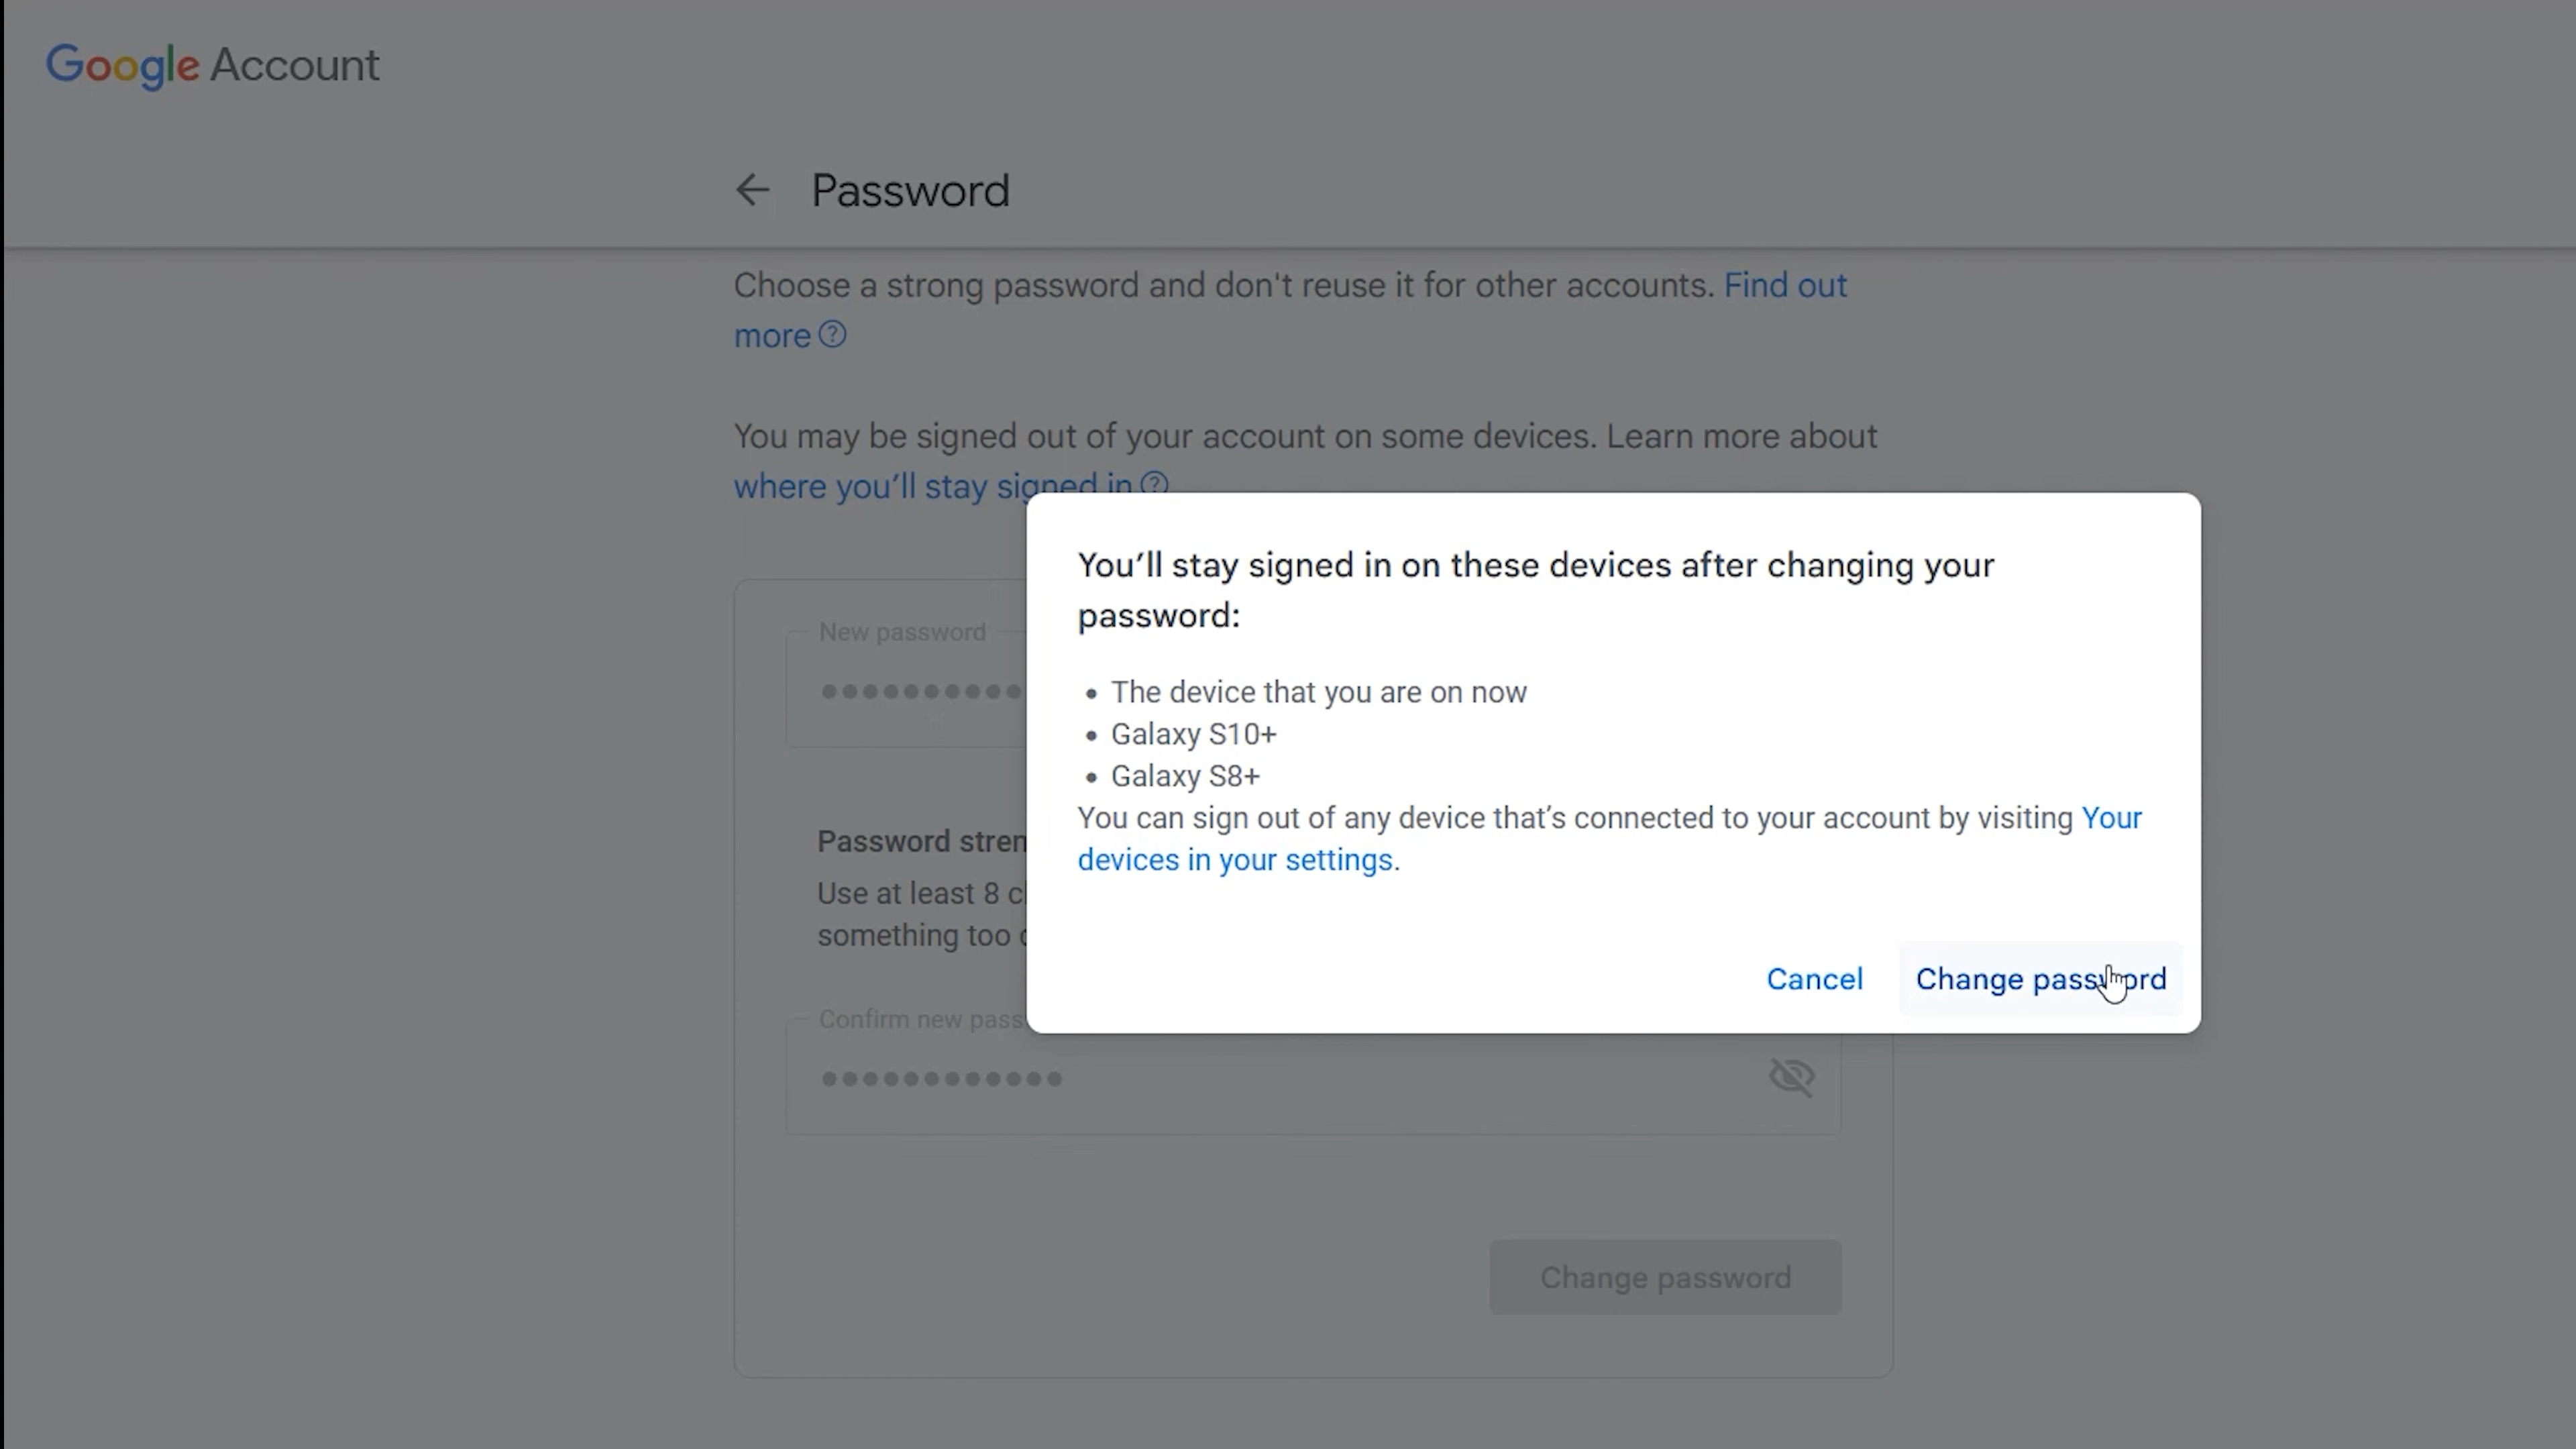 Google Account
Password
Choose a strong password and don't reuse it for other accounts. Find out
more
You may be signed out of your account on some devices. Learn more about
where you'll stay signed in
You'll stay signed in on these devices after changing your
password:
• The device that you are on now
• Galaxy S10+
• Galaxy S8+
You can sign out of any device that's connected to your account by visiting Your
devices in your settings.
Cancel
Change password
New password
Password stren
Use at least 8 c
something too
Confirm new pass
Change password